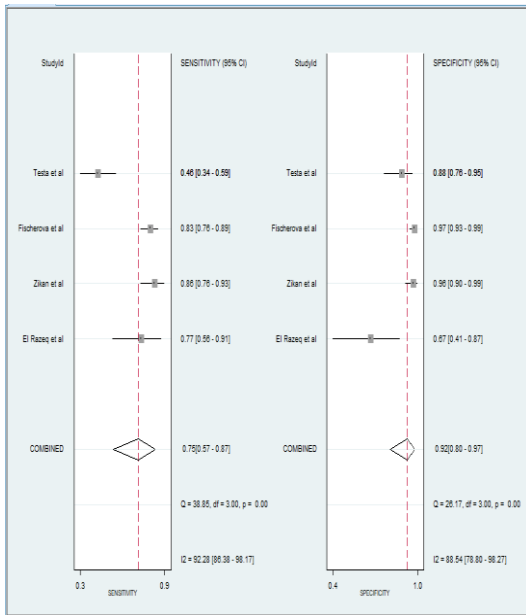 StudyId
SENSITIVITY (95% CI)
Testa et al
0.46 [0.34 - 0.59]
Fischerova et al
0.83 [0.76 - 0.89]
Zikan et al
0.86 [0.76 - 0.93]
El Razeq et al
0.77 [0.56 - 0.91]
COMBINED
0.75[0.57 - 0.87]
Q = 38.85, df = 3.00, p = 0.00
I2 = 92.28 [86.38 - 98.17]
0.3
0.9
SENSITIVITY
StudyId
SPECIFICITY (95% CI)
Testa et al
0.88 [0.76 - 0.95]
Fischerova et al
0.97 [0.93 - 0.99]
Zikan et al
0.96 [0.90 - 0.99]
El Razeq et al
0.67 [0.41 - 0.87]
COMBINED
0.92[0.80 - 0.97]
Q = 26.17, df = 3.00, p = 0.00
I2 = 88.54 [78.80 - 98.27]
0.4
1.0
SPECIFICITY